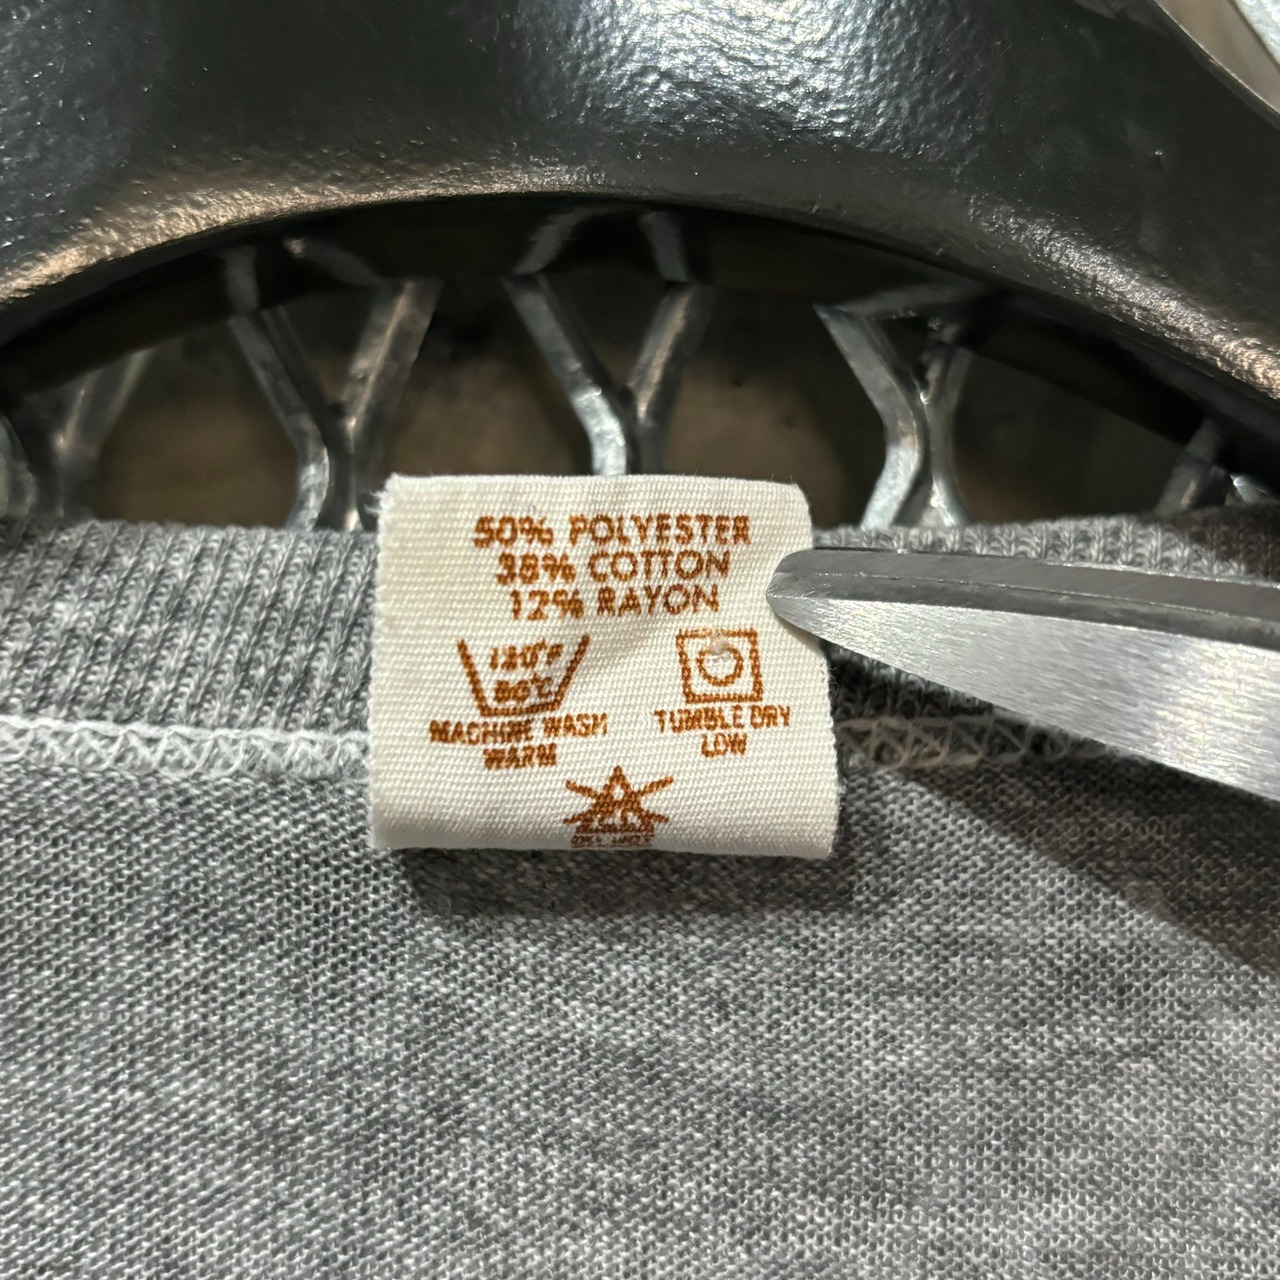 50% POLYESTER
38% COTTON
12% RAYON
120°F
50°C
MACHINE WASH
WARM
TUMBLE DRY
LOW